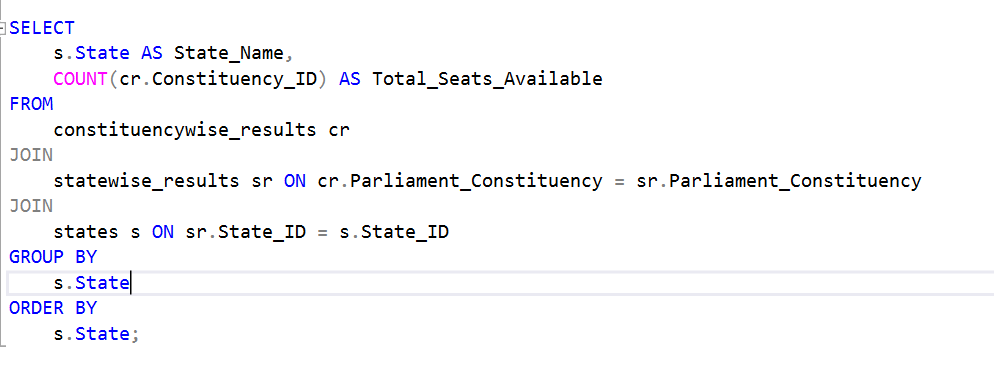 SELECT
    s.State AS State_Name,
    COUNT(cr.Constituency_ID) AS Total_Seats_Available
FROM
    constituencywise_results cr
JOIN
    statewise_results sr ON cr.Parliament_Constituency = sr.Parliament_Constituency
JOIN
    states s ON sr.State_ID = s.State_ID
GROUP BY
    s.State
ORDER BY
    s.State;